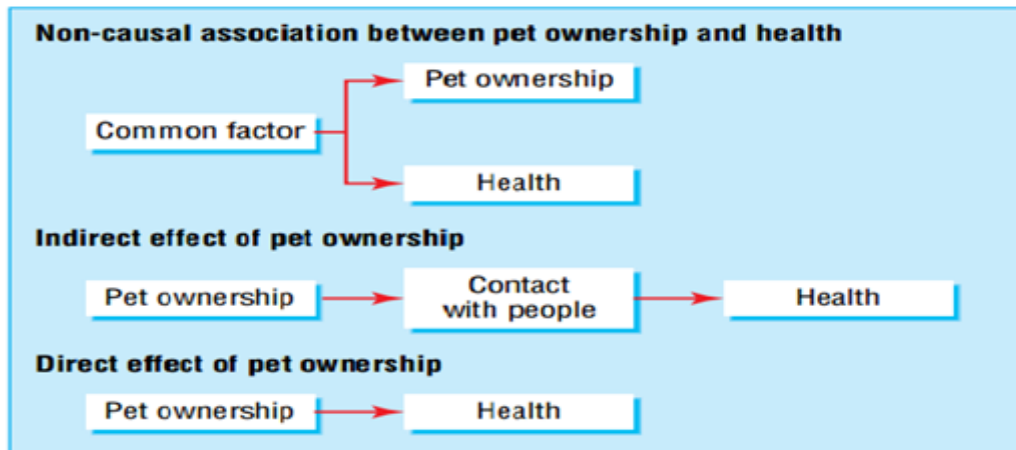 Non-causal association between pet ownership and health
Pet ownership
Common factor
Health
Indirect effect of pet ownership
Pet ownership
Contact
with people
Health
Direct effect of pet ownership
Pet ownership
Health